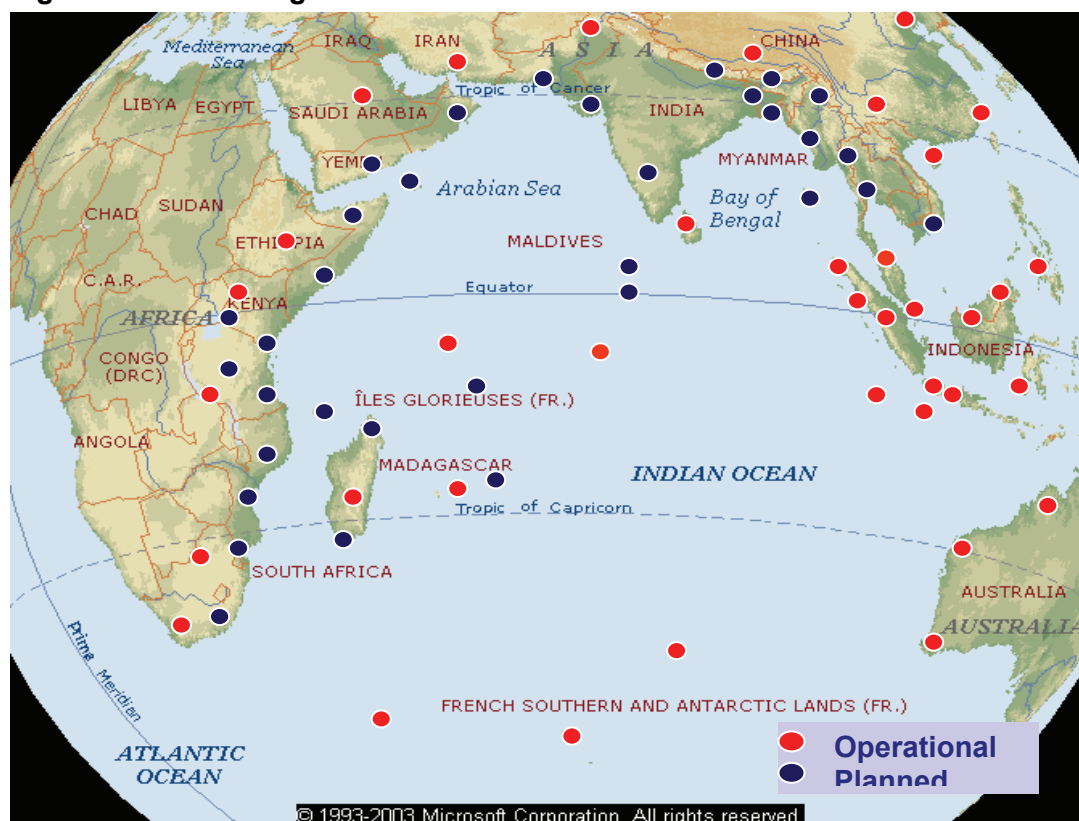 Mediterranean
Sea
IRAQ
IRAN
A S I A
CHINA
LIBYA
EGYPT
SAUDI ARABIA
Tropic of Cancer
INDIA
YEMEN
MYANMAR
Arabian Sea
Bay of
Bengal
CHAD
SUDAN
ETHIOPIA
MALDIVES
C.A.R.
KENYA
Equator
AFRICA
CONGO
(DRC)
INDONESIA
ÎLES GLORIEUSES (FR.)
ANGOLA
MADAGASCAR
INDIAN OCEAN
Tropic of Capricorn
SOUTH AFRICA
AUSTRALIA
AUSTRALIA
Prime Meridian
FRENCH SOUTHERN AND ANTARCTIC LANDS (FR.)
ATLANTIC
OCEAN
Operational
Planned
© 1993-2003 Microsoft Corporation. All rights reserved.